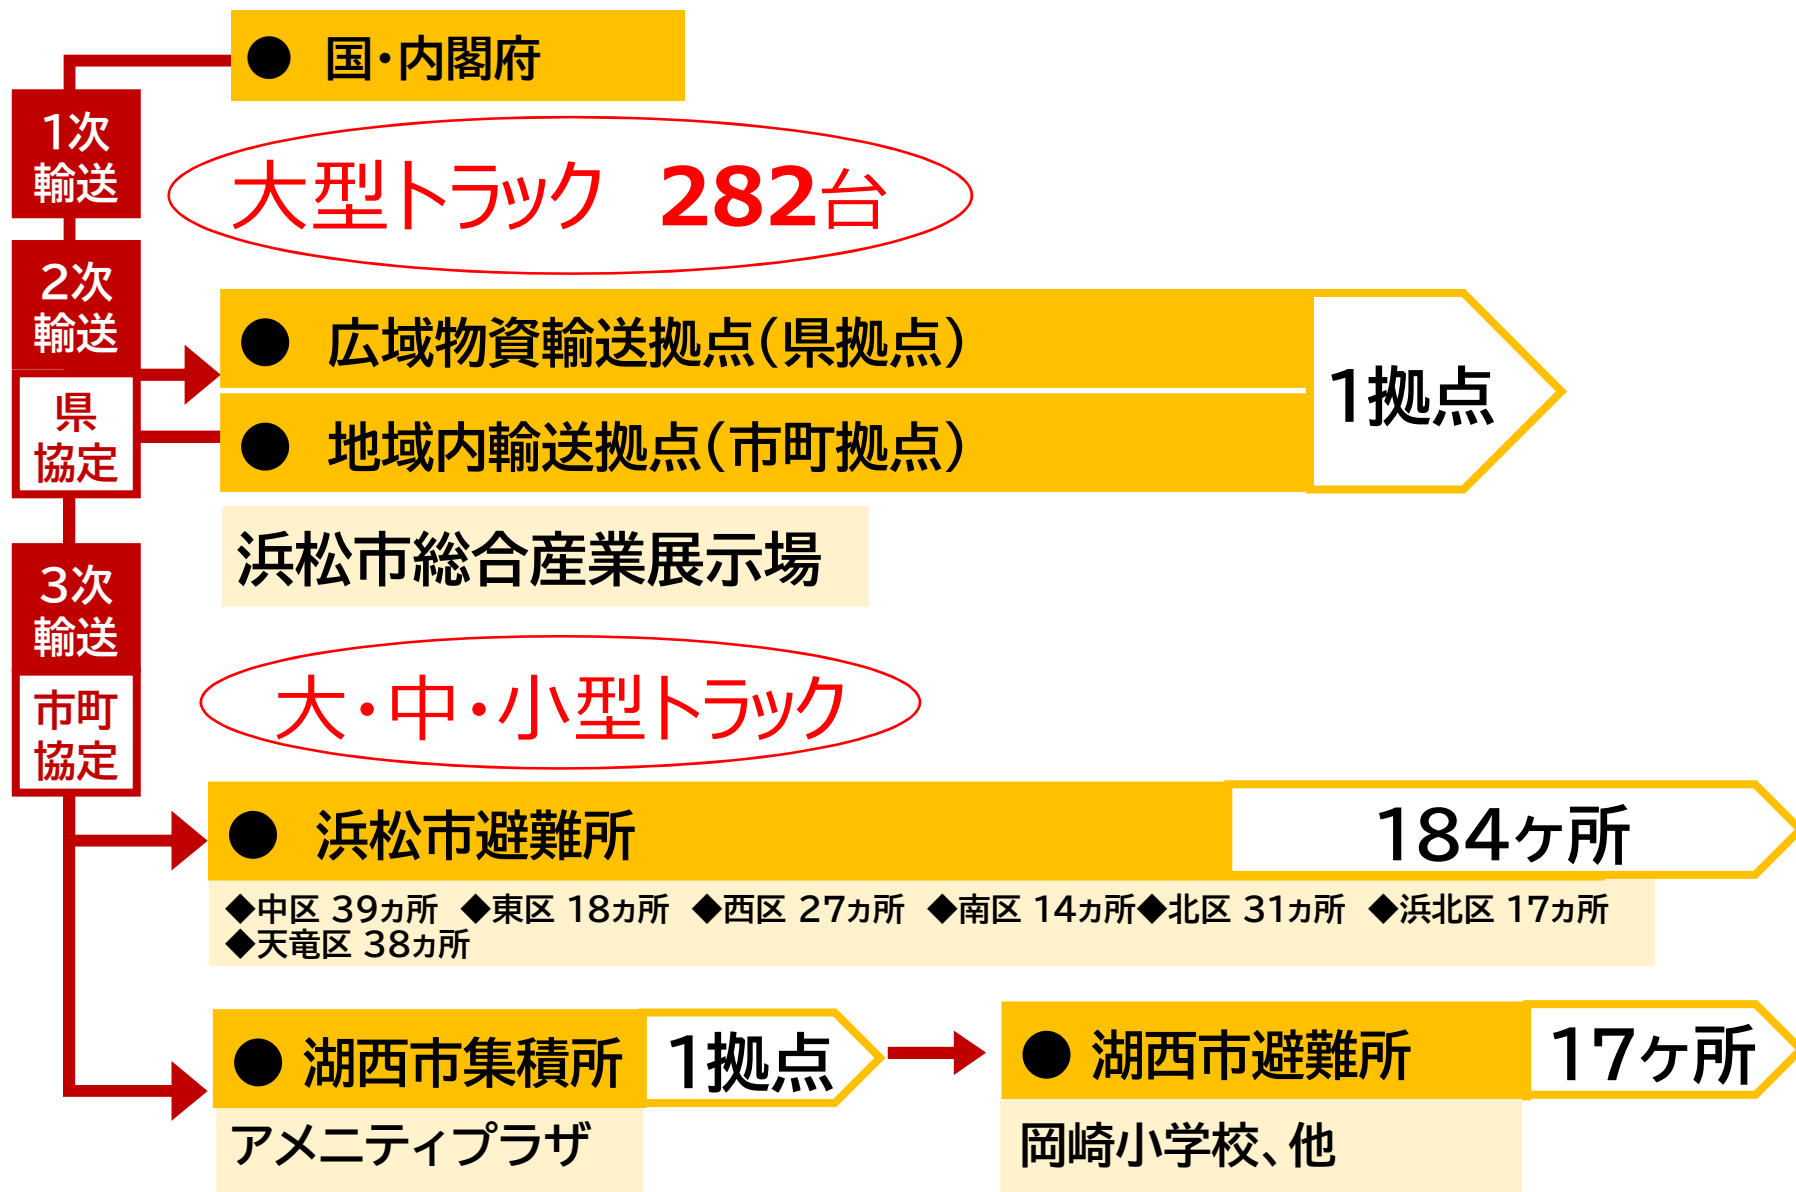 ● 国・内閣府
1次
輸送
大型トラック 282台
2次
輸送
県
協定
● 広域物資輸送拠点（県拠点）
● 地域内輸送拠点（市町拠点）
1拠点
浜松市総合産業展示場
3次
輸送
市町
協定
大・中・小型トラック
● 浜松市避難所
184ヶ所
◆中区 39ヵ所 ◆東区 18ヵ所 ◆西区 27ヵ所 ◆南区 14ヵ所◆北区 31ヵ所 ◆浜北区 17ヵ所
◆天竜区 38ヵ所
● 湖西市集積所
1拠点
アメニティプラザ
● 湖西市避難所
17ヶ所
岡崎小学校、他